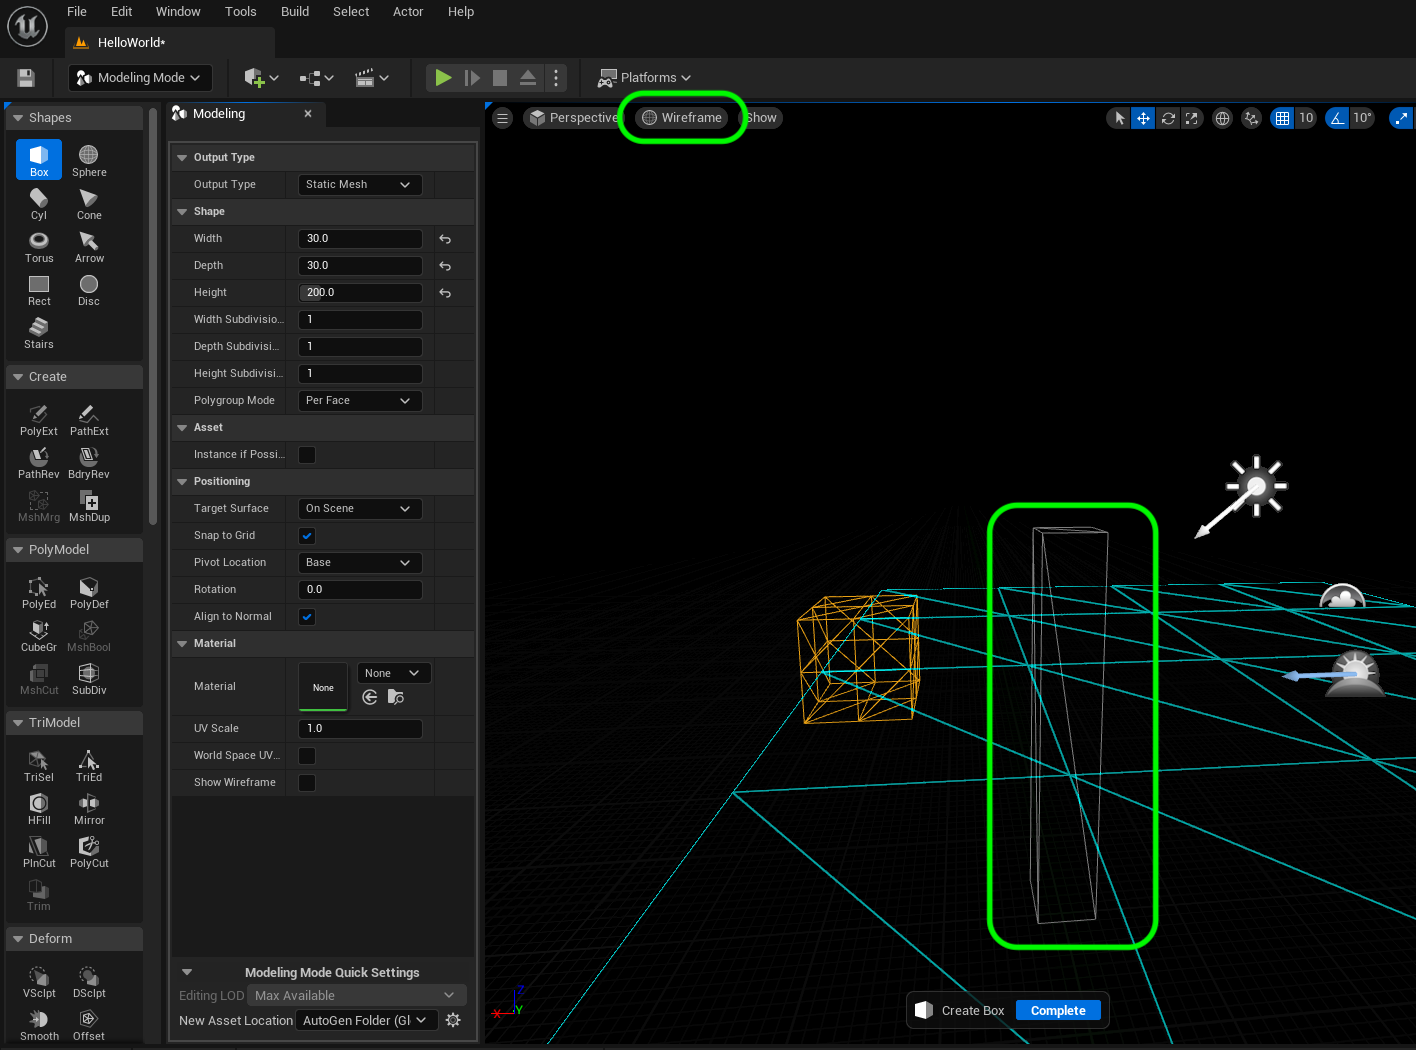 File Edit Window Tools Build Select Actor Help
HelloWorld*
Modeling Mode
Platforms
Shapes
Box Sphere
Cyl Cone
Torus Arrow
Rect Disc
Stairs
Create
PolyExt PathExt
PathRev BdryRev
MshMrg MshDup
PolyModel
PolyEd PolyDef
CubeGr MshBool
MshCut SubDiv
TriModel
TriSel TriEd
HFill Mirror
PlnCut PolyCut
Trim
Deform
VSclpt DSclpt
Smooth Offset
Modeling
Output Type
Output Type Static Mesh
Shape
Width 30.0
Depth 30.0
Height 200.0
Width Subdivisio... 1
Depth Subdivisi... 1
Height Subdivisi... 1
Polygroup Mode Per Face
Asset
Instance if Possi...
Positioning
Target Surface On Scene
Snap to Grid
Pivot Location Base
Rotation 0.0
Align to Normal
Material
Material None None
UV Scale 1.0
World Space UV...
Show Wireframe
Modeling Mode Quick Settings
Editing LOD Max Available
New Asset Location AutoGen Folder (Gl
Perspective Wireframe Show 10 10°
Z
X Y
Create Box Complete